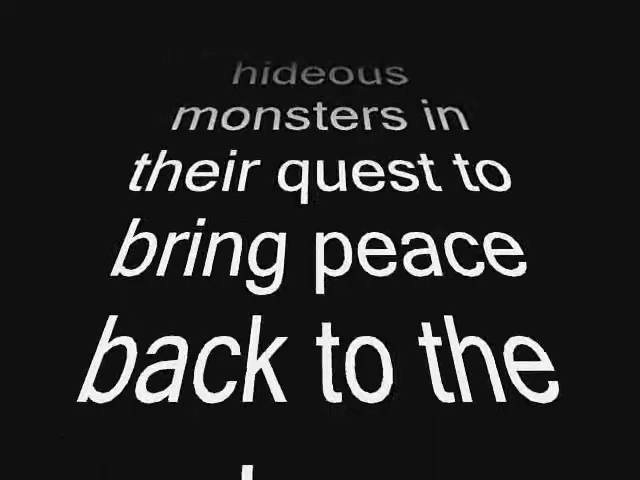 hideous
monsters in
their quest to
bring peace
back to the